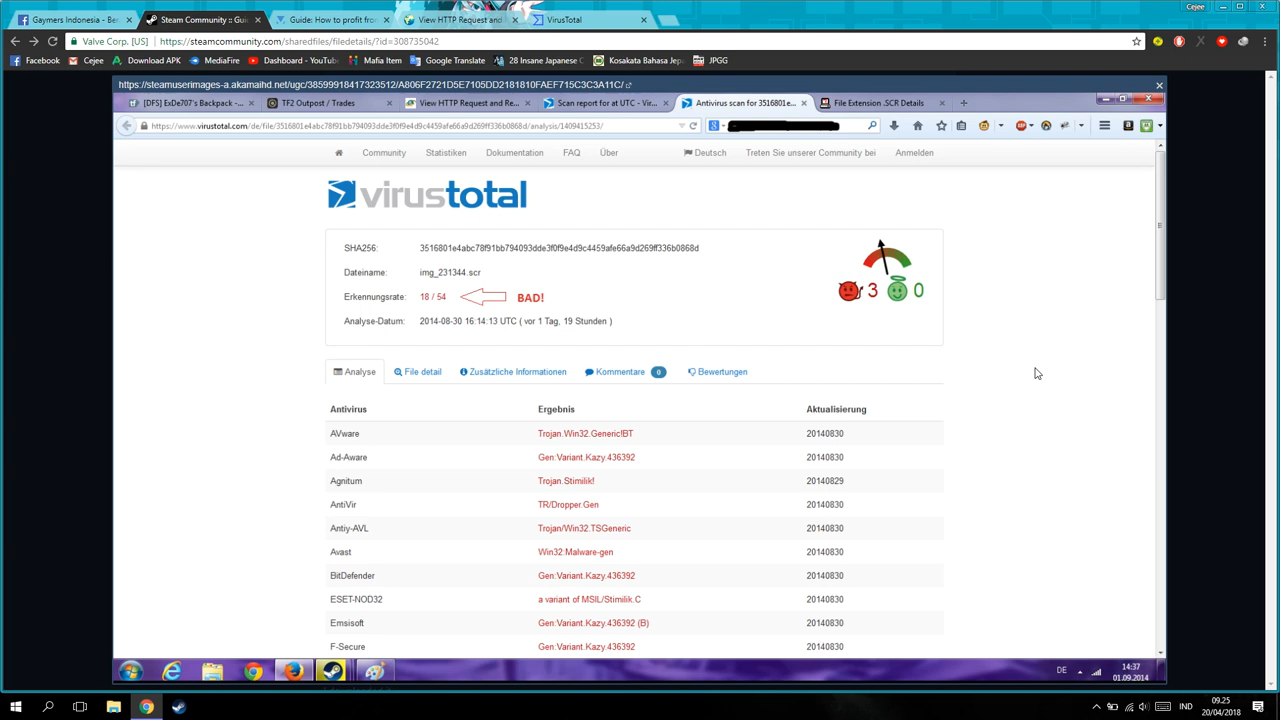 Gaymers Indonesia - Be
Steam Community :: Gui
Guide: How to profit fron
View HTTP Request and
VirusTotal
Cejee
Valve Corp. [US]
https://steamcommunity.com/sharedfiles/filedetails/?id=308735042
Facebook
Cejee
Download APK
MediaFire
Dashboard - YouTube
Mafia Item
Google Translate
28 Innane Japanese C
Kosakata Bahasa Jep
JPGG
https://steamuserimages-a.akamaihd.net/ugc/38599918417323512/A806F2721D5E7105DD2181810FAEF715C3C3A11C/
[DFS] ExDe707's Backpack -...
TF2 Outpost / Trades
View HTTP Request and Re...
Scan report for at UTC - Vir...
Antivirus scan for 3516801e...
File Extension .SCR Details
https://www.virustotal.com/de/file/3516801e4abc78f91bb794093dde3f0f9e4d9c4459afe66a9d269ff336b0868d/analysis/1409415253/
Community
Statistiken
Dokumentation
FAQ
Über
Deutsch
Treten Sie unserer Community bei
Anmelden
virustotal
SHA256:
3516801e4abc78f91bb794093dde3f0f9e4d9c4459afe66a9d269ff336b0868d
Dateiname:
img_231344.scr
Erkennungsrate:
18 / 54
BAD!
3
0
Analyse-Datum:
2014-08-30 16:14:13 UTC ( vor 1 Tag, 19 Stunden )
Analyse
File detail
Zusätzliche Informationen
Kommentare
0
Bewertungen
Antivirus
Ergebnis
Aktualisierung
AVware
Trojan.Win32.Generic!BT
20140830
Ad-Aware
Gen:Variant.Kazy.436392
20140830
Agnitum
Trojan.Stimilik!
20140829
AntiVir
TR/Dropper.Gen
20140830
Antiy-AVL
Trojan/Win32.TSGeneric
20140830
Avast
Win32:Malware-gen
20140830
BitDefender
Gen:Variant.Kazy.436392
20140830
ESET-NOD32
a variant of MSIL/Stimilik.C
20140830
Emsisoft
Gen:Variant.Kazy.436392 (B)
20140830
F-Secure
Gen:Variant.Kazy.436392
20140830
DE
14:37
01.09.2014
IND
09.25
20/04/2018